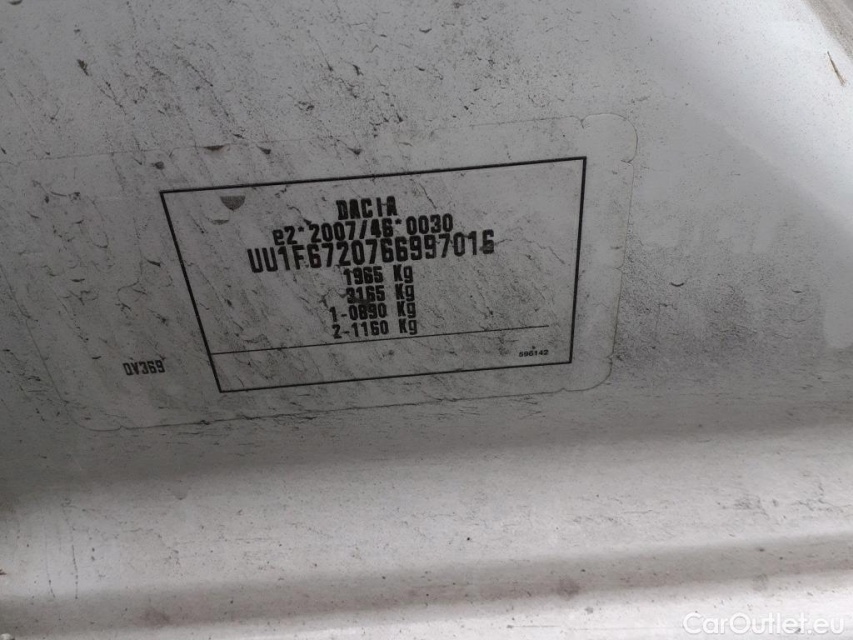 DACIA
e2*2007/46*0030
UU1F6720766997016
1965 Kg
3165 Kg
1-0890 Kg
2-1160 Kg
OV369
596142
CarOutlet.eu